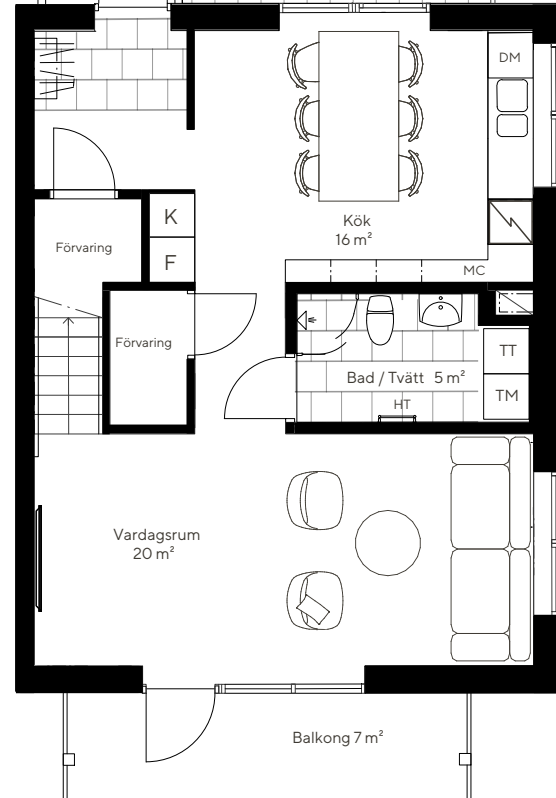 DM
K
Kök
16 m²
Förvaring
F
MC
Förvaring
TT
Bad / Tvätt 5 m²
TM
HT
Vardagsrum
20 m²
Balkong 7 m²